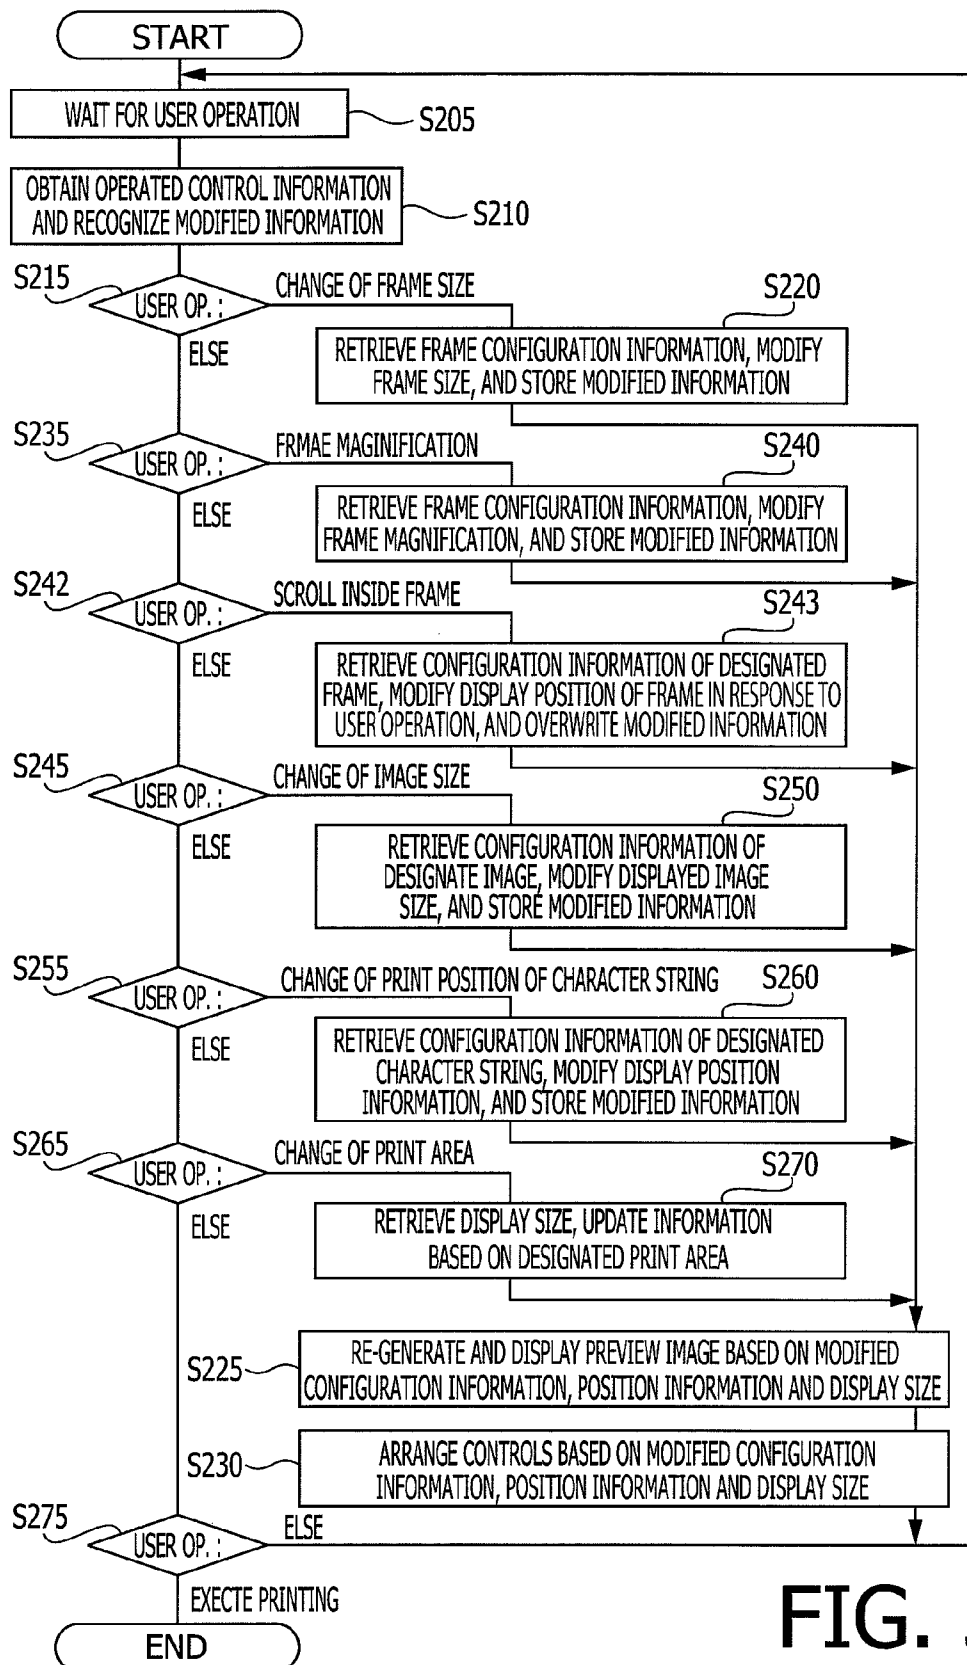 START
WAIT FOR USER OPERATION
S205
OBTAIN OPERATED CONTROL INFORMATION
AND RECOGNIZE MODIFIED INFORMATION
S210
S215
USER OP. :
CHANGE OF FRAME SIZE
ELSE
S220
RETRIEVE FRAME CONFIGURATION INFORMATION, MODIFY
FRAME SIZE, AND STORE MODIFIED INFORMATION
S235
USER OP. :
FRMAE MAGINIFICATION
ELSE
S240
RETRIEVE FRAME CONFIGURATION INFORMATION, MODIFY
FRAME MAGNIFICATION, AND STORE MODIFIED INFORMATION
S242
USER OP. :
SCROLL INSIDE FRAME
ELSE
S243
RETRIEVE CONFIGURATION INFORMATION OF DESIGNATED
FRAME, MODIFY DISPLAY POSITION OF FRAME IN RESPONSE TO
USER OPERATION, AND OVERWRITE MODIFIED INFORMATION
S245
USER OP. :
CHANGE OF IMAGE SIZE
ELSE
S250
RETRIEVE CONFIGURATION INFORMATION OF
DESIGNATE IMAGE, MODIFY DISPLAYED IMAGE
SIZE, AND STORE MODIFIED INFORMATION
S255
USER OP. :
CHANGE OF PRINT POSITION OF CHARACTER STRING
ELSE
S260
RETRIEVE CONFIGURATION INFORMATION OF DESIGNATED
CHARACTER STRING, MODIFY DISPLAY POSITION
INFORMATION, AND STORE MODIFIED INFORMATION
S265
USER OP. :
CHANGE OF PRINT AREA
ELSE
S270
RETRIEVE DISPLAY SIZE, UPDATE INFORMATION
BASED ON DESIGNATED PRINT AREA
S225
RE-GENERATE AND DISPLAY PREVIEW IMAGE BASED ON MODIFIED
CONFIGURATION INFORMATION, POSITION INFORMATION AND DISPLAY SIZE
S230
ARRANGE CONTROLS BASED ON MODIFIED CONFIGURATION
INFORMATION, POSITION INFORMATION AND DISPLAY SIZE
S275
USER OP. :
ELSE
EXECTE PRINTING
END
FIG.